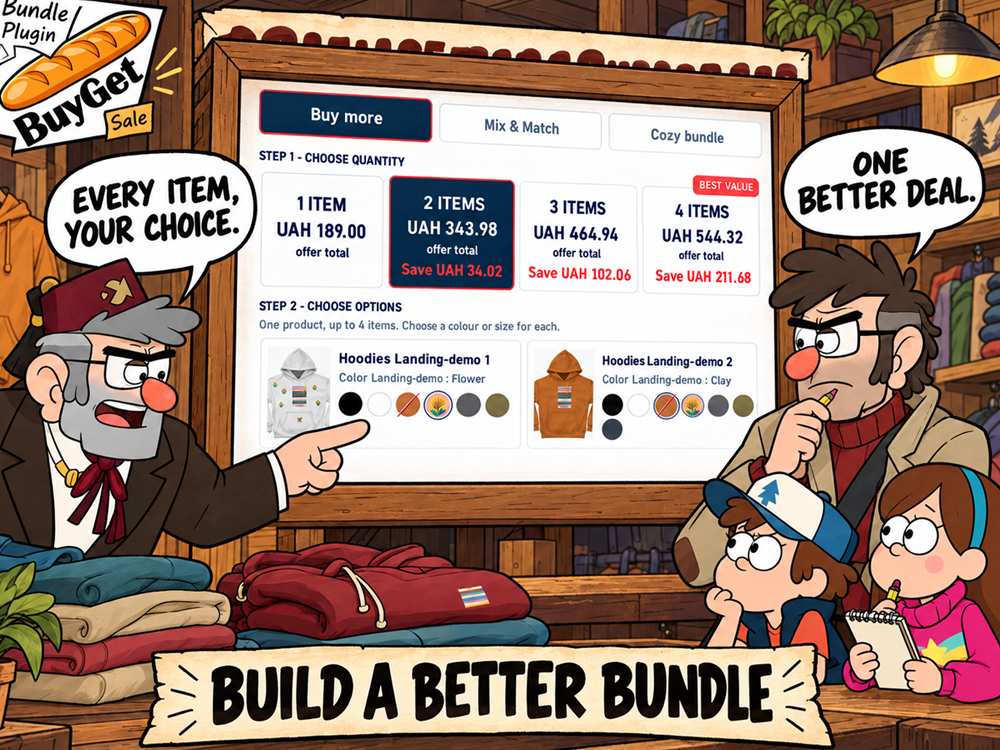 Bundle
Plugin
BuyGet
Sale
EVERY ITEM,
YOUR CHOICE.
ONE
BETTER DEAL.
Buy more
Mix & Match
Cozy bundle
STEP 1 - CHOOSE QUANTITY
1 ITEM
UAH 189.00
offer total
2 ITEMS
UAH 343.98
offer total
Save UAH 34.02
3 ITEMS
UAH 464.94
offer total
Save UAH 102.06
BEST VALUE
4 ITEMS
UAH 544.32
offer total
Save UAH 211.68
STEP 2 - CHOOSE OPTIONS
One product, up to 4 items. Choose a colour or size for each.
Hoodies Landing-demo 1
Color Landing-demo : Flower
Hoodies Landing-demo 2
Color Landing-demo : Clay
BUILD A BETTER BUNDLE